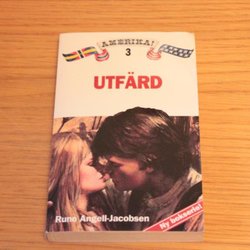 AMERIKA!
3
UTFÄRD
Rune Angell-Jacobsen
Ny bokserie!